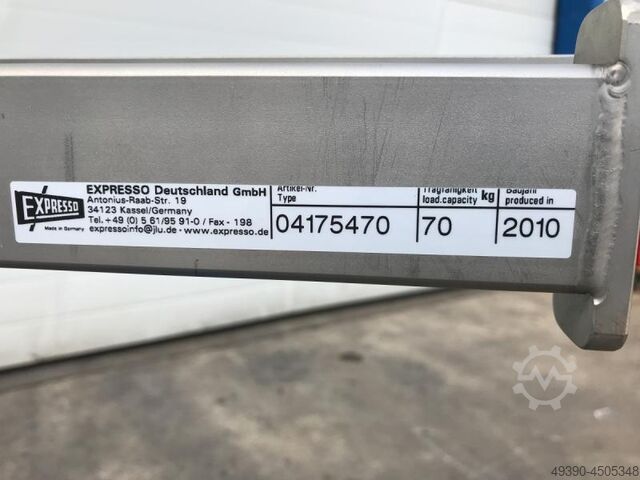 EXPRESSO
Made in Germany
EXPRESSO Deutschland GmbH
Antonius-Raab-Str. 19
34123 Kassel/Germany
Tel. +49 (0) 5 61/95 91-0 / Fax - 198
expressoinfo@jlu.de - www.expresso.de
Artikel-Nr.
Type
04175470
Tragfähigkeit
load.capacity kg
70
Baujahr
produced in
2010
49390-4505348